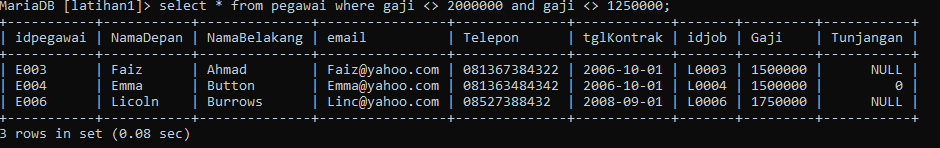 MariaDB [latihan1]> select * from pegawai where gaji <> 2000000 and gaji <> 1250000;
+-----------+-----------+--------------+----------------+--------------+------------+-------+---------+-----------+
| idpegawai | NamaDepan | NamaBelakang | email          | Telepon      | tglKontrak | idjob | Gaji    | Tunjangan |
+-----------+-----------+--------------+----------------+--------------+------------+-------+---------+-----------+
| E003      | Faiz      | Ahmad        | Faiz@yahoo.com | 081367384322 | 2006-10-01 | L0003 | 1500000 |      NULL |
| E004      | Emma      | Button       | Emma@yahoo.com | 081363484342 | 2006-10-01 | L0004 | 1500000 |         0 |
| E006      | Licoln    | Burrows      | Linc@yahoo.com | 08527388432  | 2008-09-01 | L0006 | 1750000 |      NULL |
+-----------+-----------+--------------+----------------+--------------+------------+-------+---------+-----------+
3 rows in set (0.08 sec)